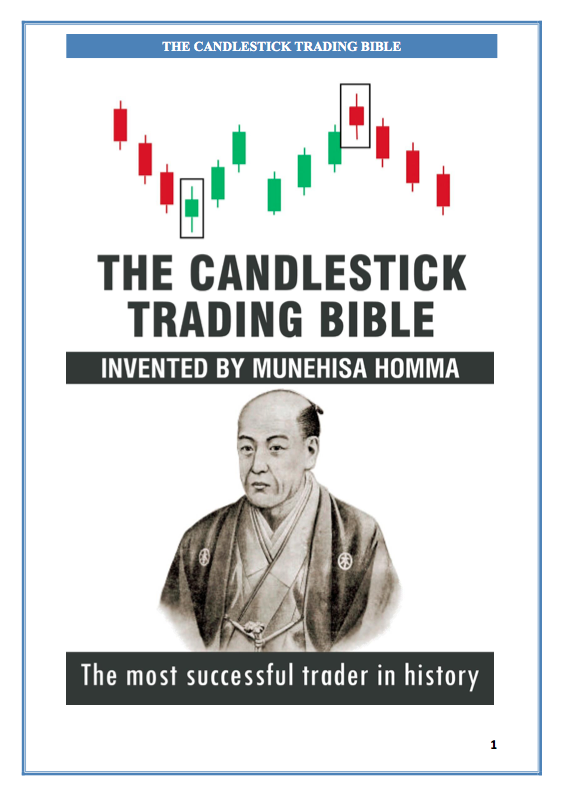 THE CANDLESTICK TRADING BIBLE
THE CANDLESTICK
TRADING BIBLE
INVENTED BY MUNEHISA HOMMA
The most successful trader in history
1